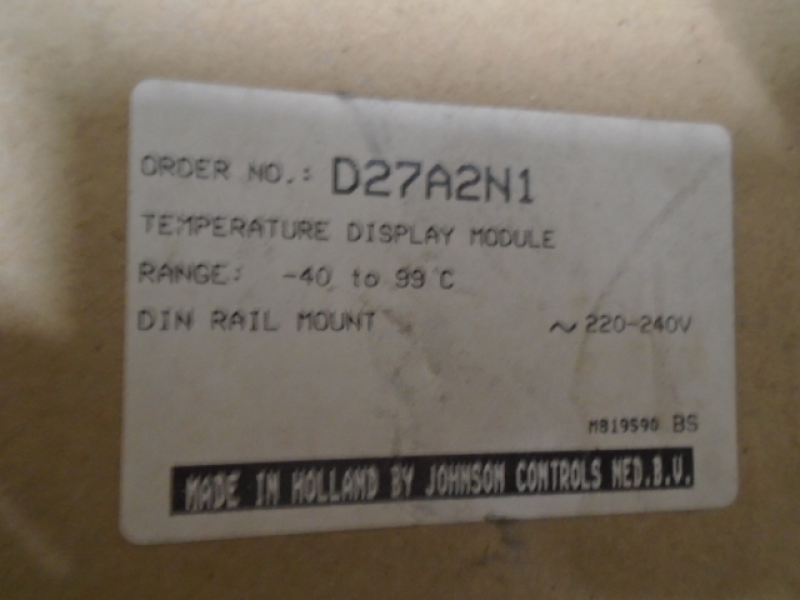 ORDER NO.: D27A2N1
TEMPERATURE DISPLAY MODULE
RANGE: -40 to 99°C
DIN RAIL MOUNT ~220-240V
M819590 BS
MADE IN HOLLAND BY JOHNSON CONTROLS NED.B.V.